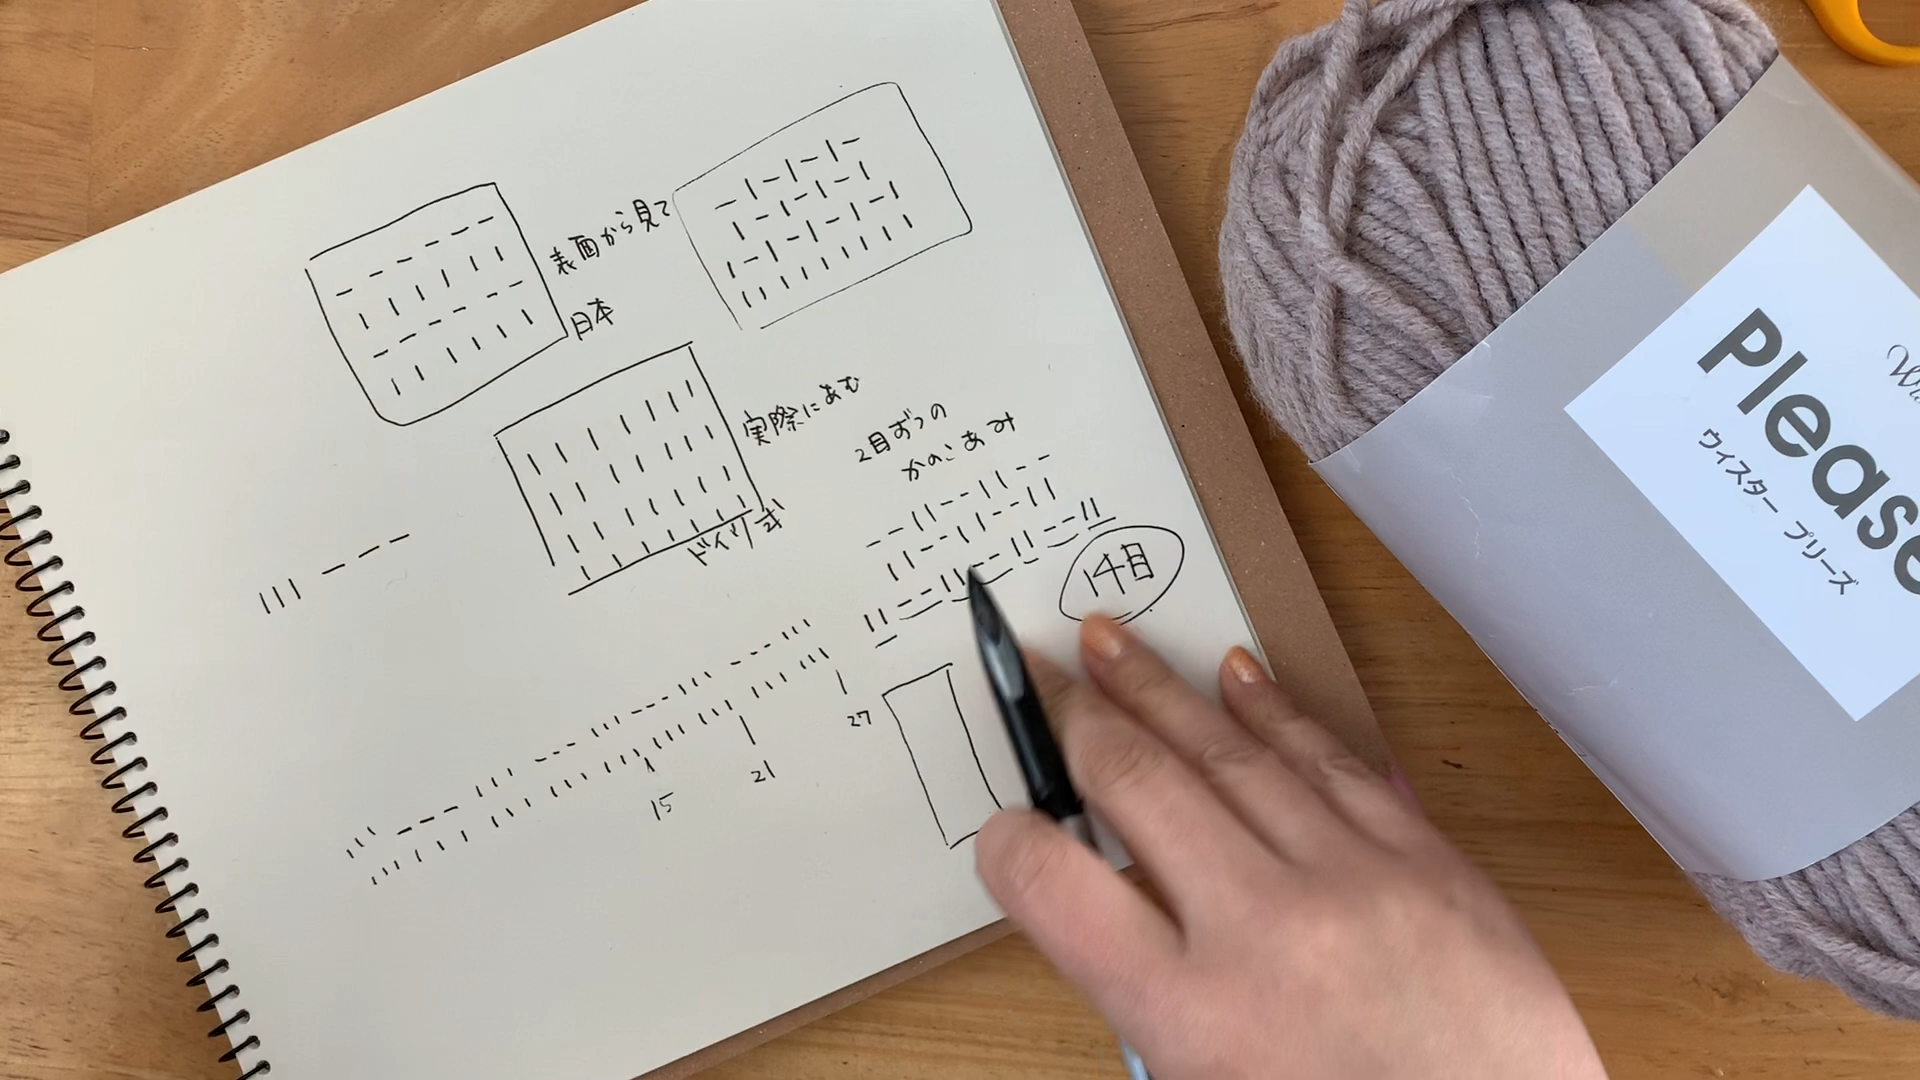 表面から見て
日本
実際にあむ
ドイツ式
2目ずつの
かのこあみ
14目
27
21
15
Please
ウィスター プリーズ